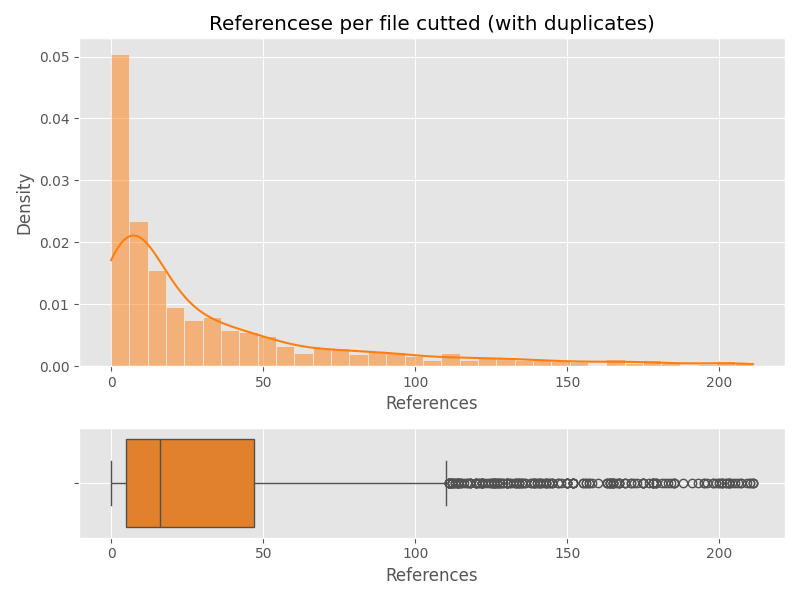 Referencese per file cutted (with duplicates)
0.05
0.04
0.03
0.02
0.01
0.00
Density
0 50 100 150 200
References
0 50 100 150 200
References